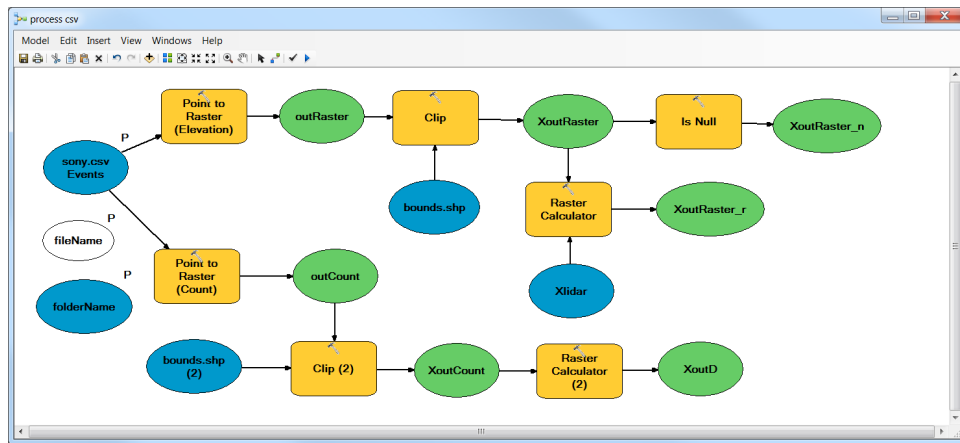 process csv
Model Edit Insert View Windows Help
Point to
Raster
(Elevation)
outRaster
Clip
XoutRaster
Is Null
XoutRaster_n
P
sony.csv
Events
bounds.shp
Raster
Calculator
XoutRaster_r
P
fileName
Point to
Raster
(Count)
outCount
P
folderName
Xlidar
bounds.shp
(2)
Clip (2)
XoutCount
Raster
Calculator
(2)
XoutD